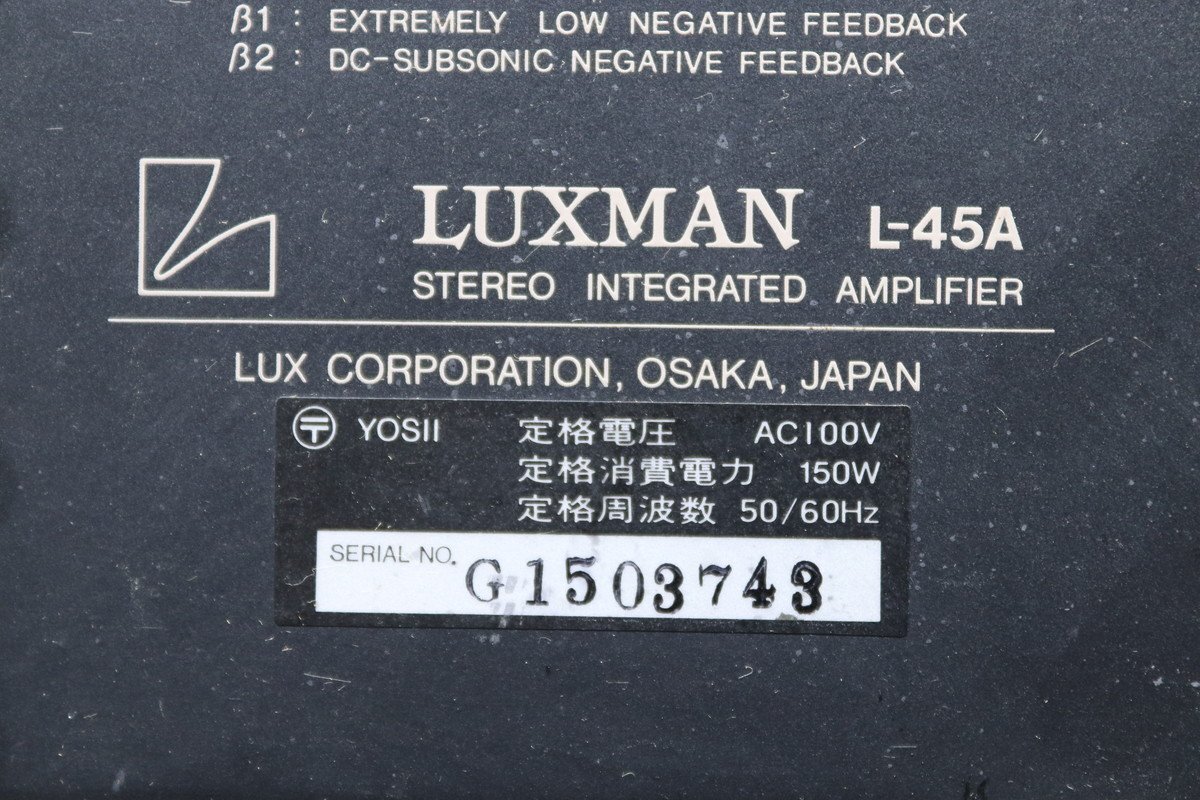 β1 : EXTREMELY LOW NEGATIVE FEEDBACK
β2 : DC-SUBSONIC NEGATIVE FEEDBACK
LUXMAN L-45A
STEREO INTEGRATED AMPLIFIER
LUX CORPORATION, OSAKA, JAPAN
〶 YOSII 定格電圧 AC100V
定格消費電力 150W
定格周波数 50/60Hz
SERIAL NO. G1503743